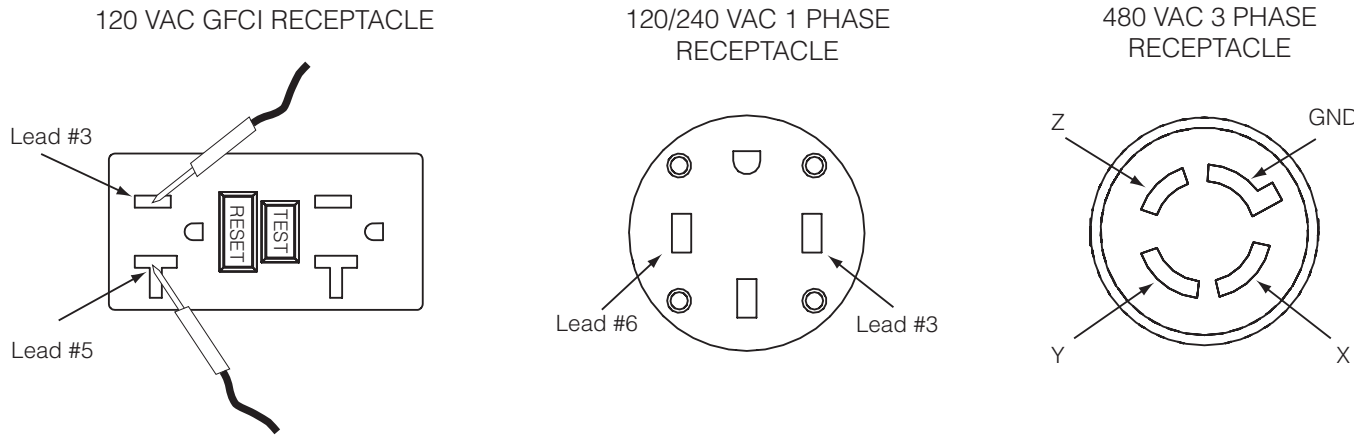 120 VAC GFCI RECEPTACLE
Lead #3
RESET
TEST
Lead #5
120/240 VAC 1 PHASE
RECEPTACLE
Lead #6
Lead #3
480 VAC 3 PHASE
RECEPTACLE
Z
GND
Y
X